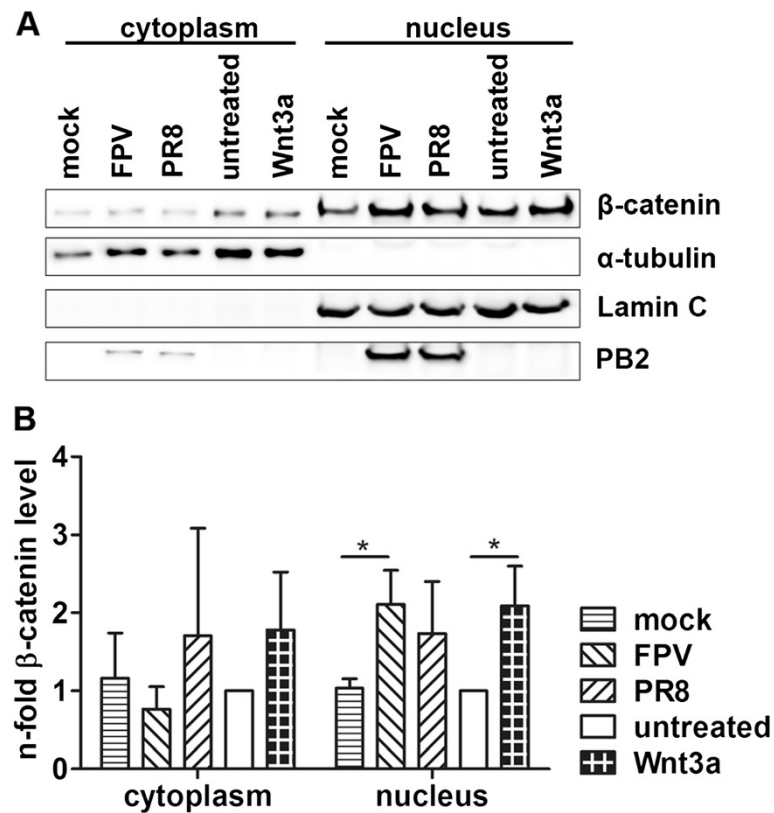 A
cytoplasm nucleus
mock FPV PR8 untreated Wnt3a mock FPV PR8 untreated Wnt3a
β-catenin
α-tubulin
Lamin C
PB2
B
n-fold β-catenin level
4
3
2
1
0
* *
cytoplasm nucleus
mock
FPV
PR8
untreated
Wnt3a